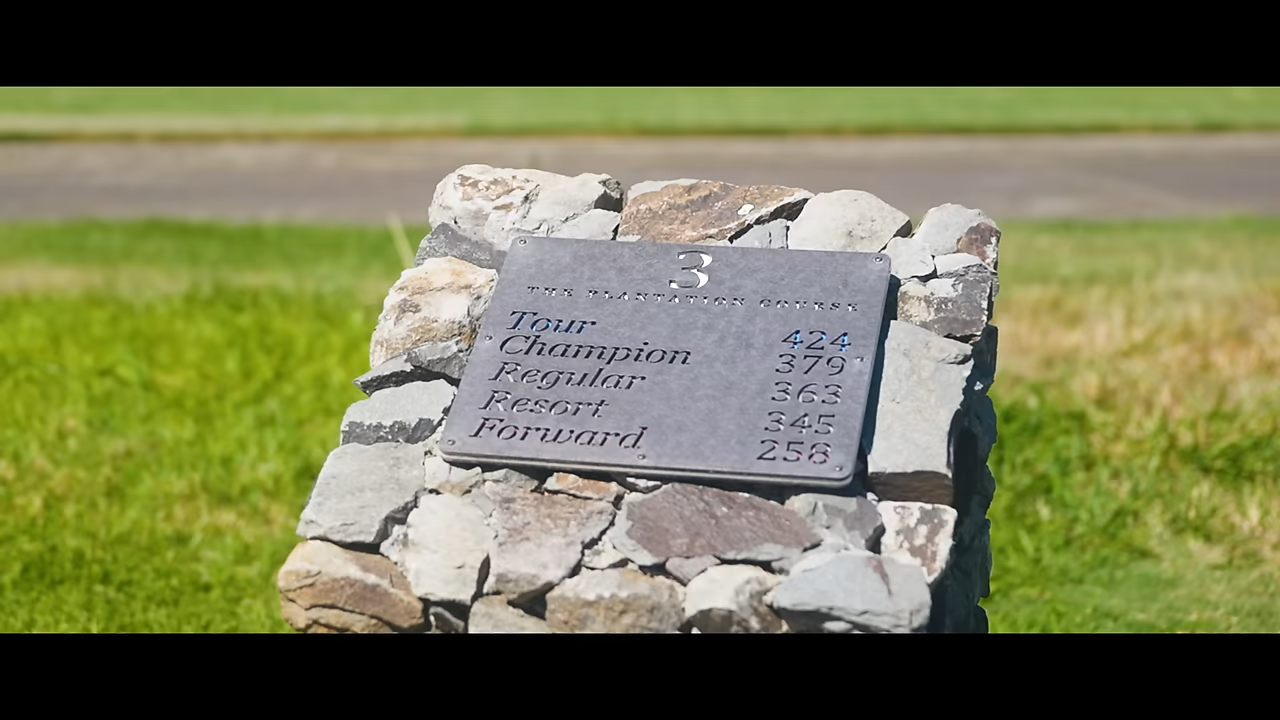 3
THE PLANTATION COURSE
Tour 424
Champion 379
Regular 363
Resort 345
Forward 258